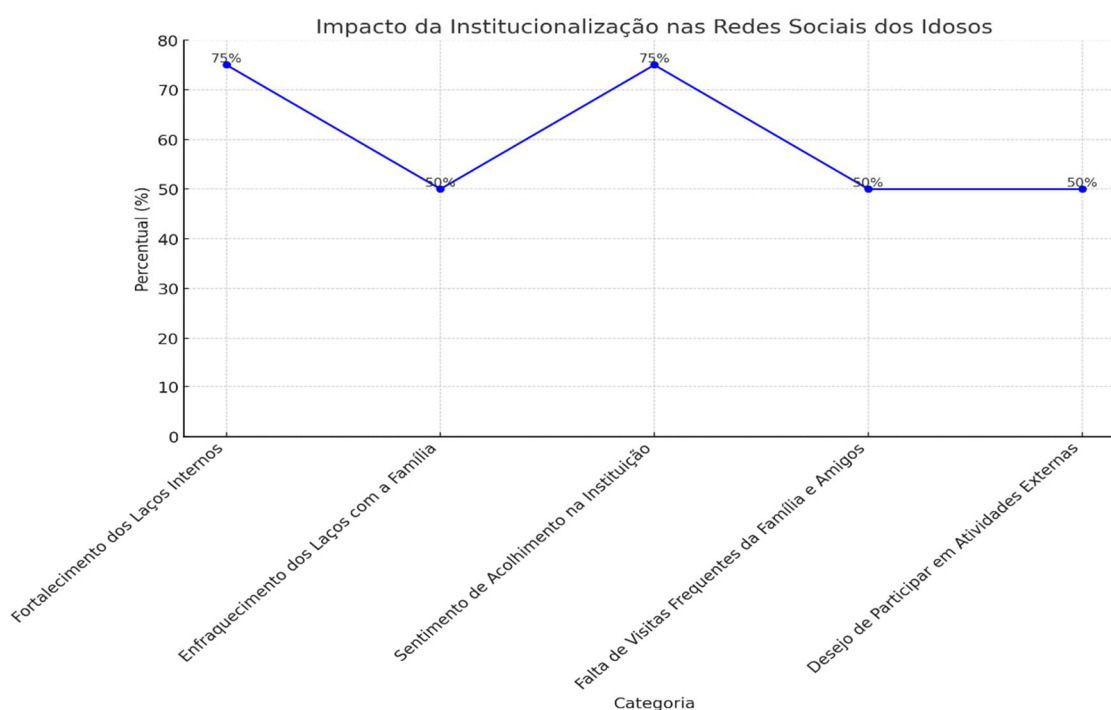 Impacto da Institucionalização nas Redes Sociais dos Idosos
80
70
60
50
40
30
20
10
0
Percentual (%)
75%
50%
75%
50%
50%
Fortalecimento dos Laços Internos
Enfraquecimento dos Laços com a Família
Sentimento de Acolhimento na Instituição
Falta de Visitas Frequentes da Família e Amigos
Desejo de Participar em Atividades Externas
Categoria